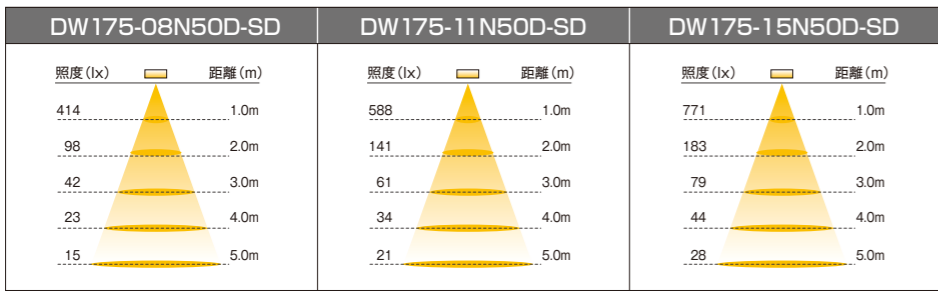 DW175-08N50D-SD
照度(lx) 距離(m)
414 1.0m
98 2.0m
42 3.0m
23 4.0m
15 5.0m
DW175-11N50D-SD
照度(lx) 距離(m)
588 1.0m
141 2.0m
61 3.0m
34 4.0m
21 5.0m
DW175-15N50D-SD
照度(lx) 距離(m)
771 1.0m
183 2.0m
79 3.0m
44 4.0m
28 5.0m